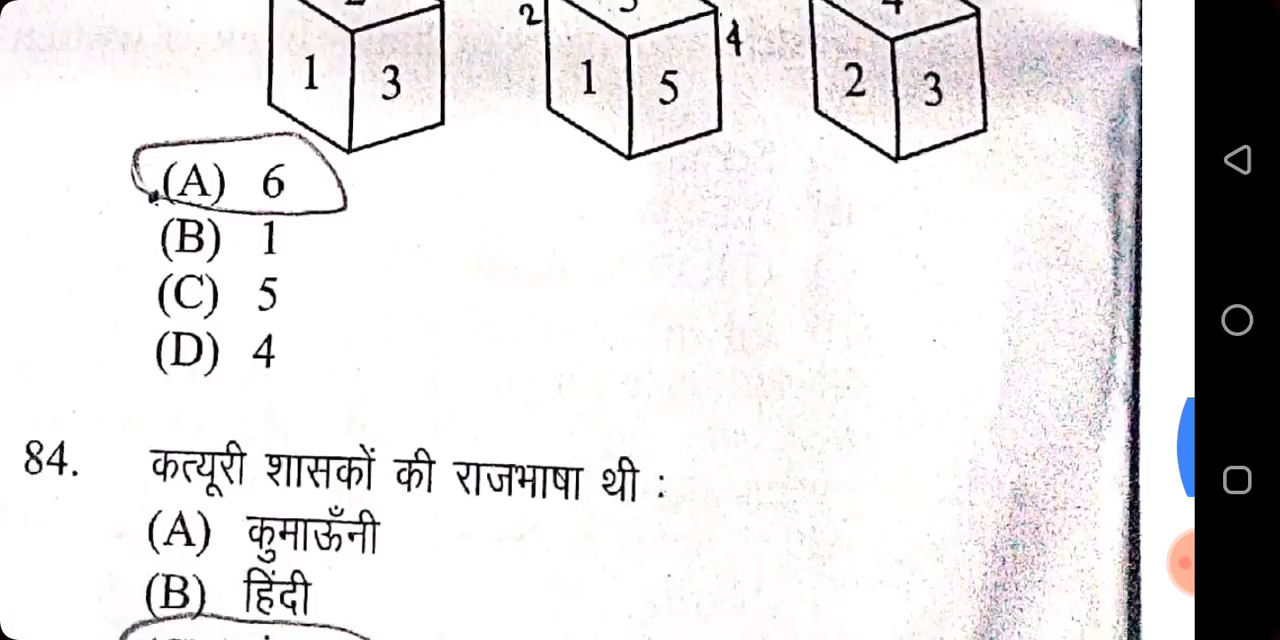 2
4
1 3
1 5
2 3
(A) 6
(B) 1
(C) 5
(D) 4
84. कत्यूरी शासकों की राजभाषा थी :
(A) कुमाऊँनी
(B) हिंदी